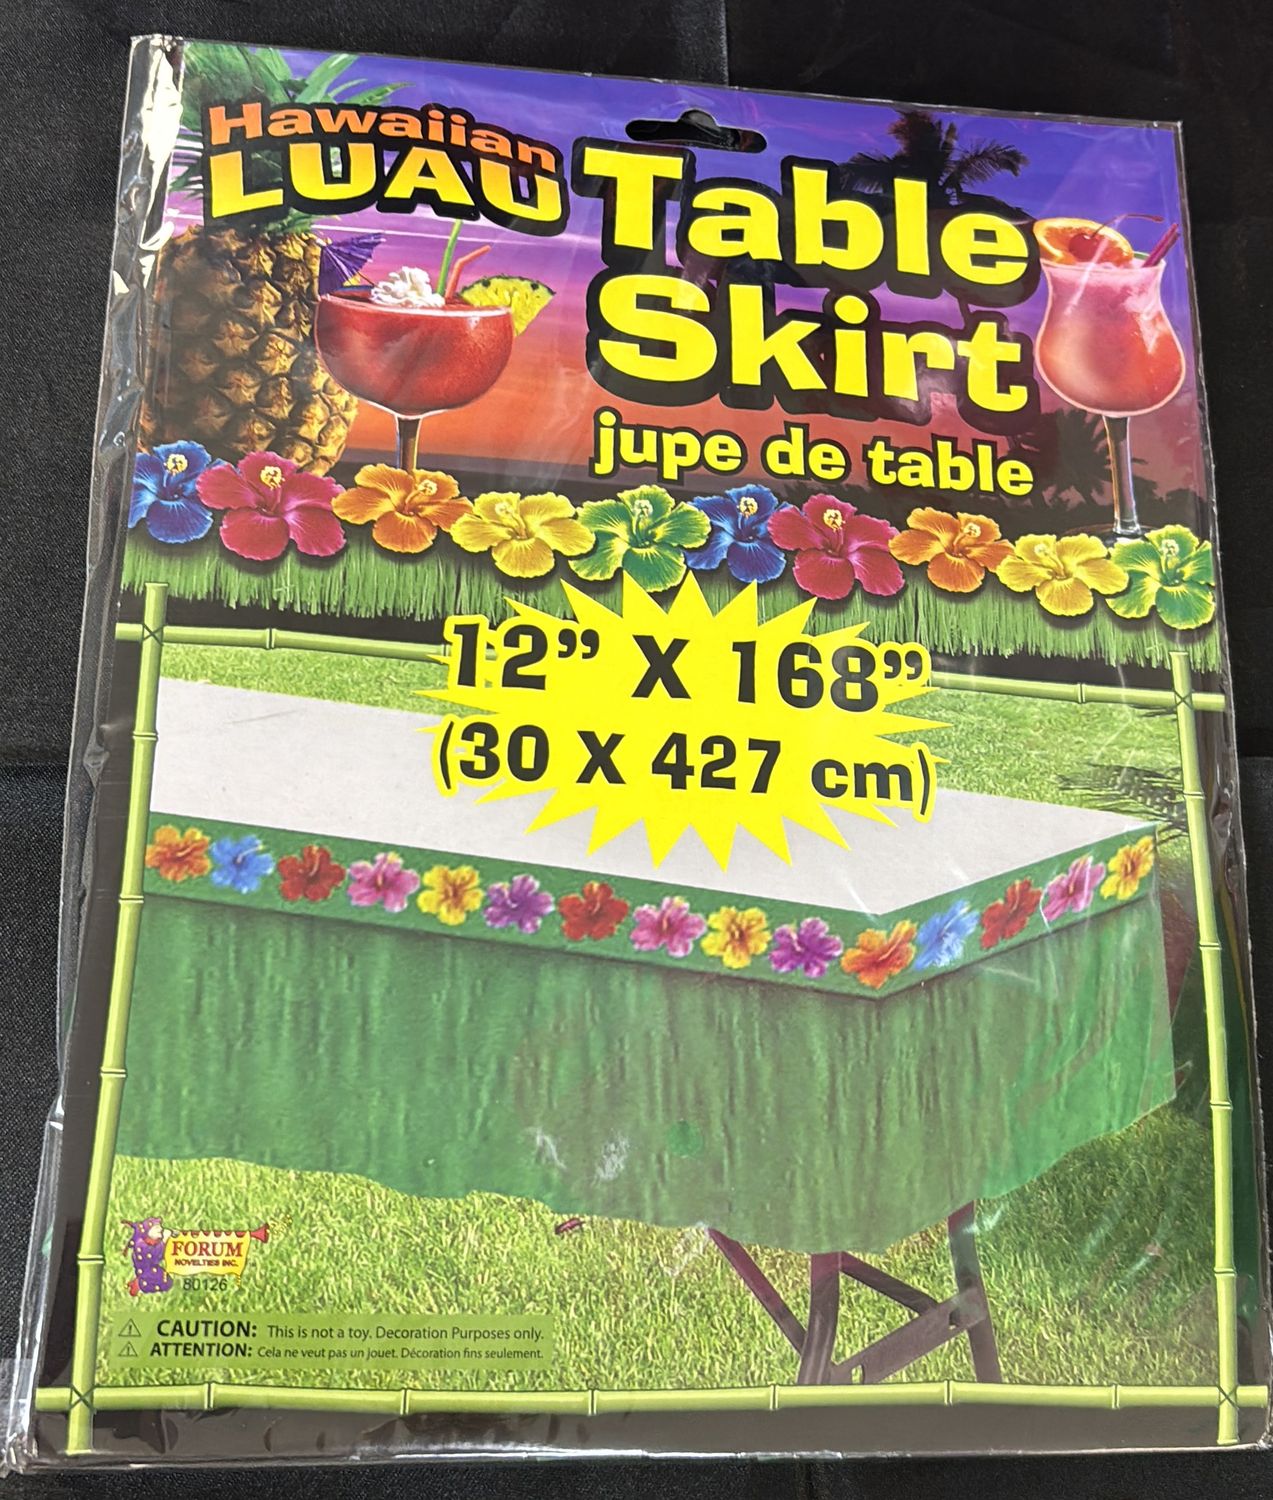 Hawaiian
LUAU
Table
Skirt
jupe de table
12” X 168”
(30 X 427 cm)
FORUM
NOVELTIES INC.
80126
CAUTION: This is not a toy. Decoration Purposes only.
ATTENTION: Cela ne veut pas un jouet. Décoration fins seulement.